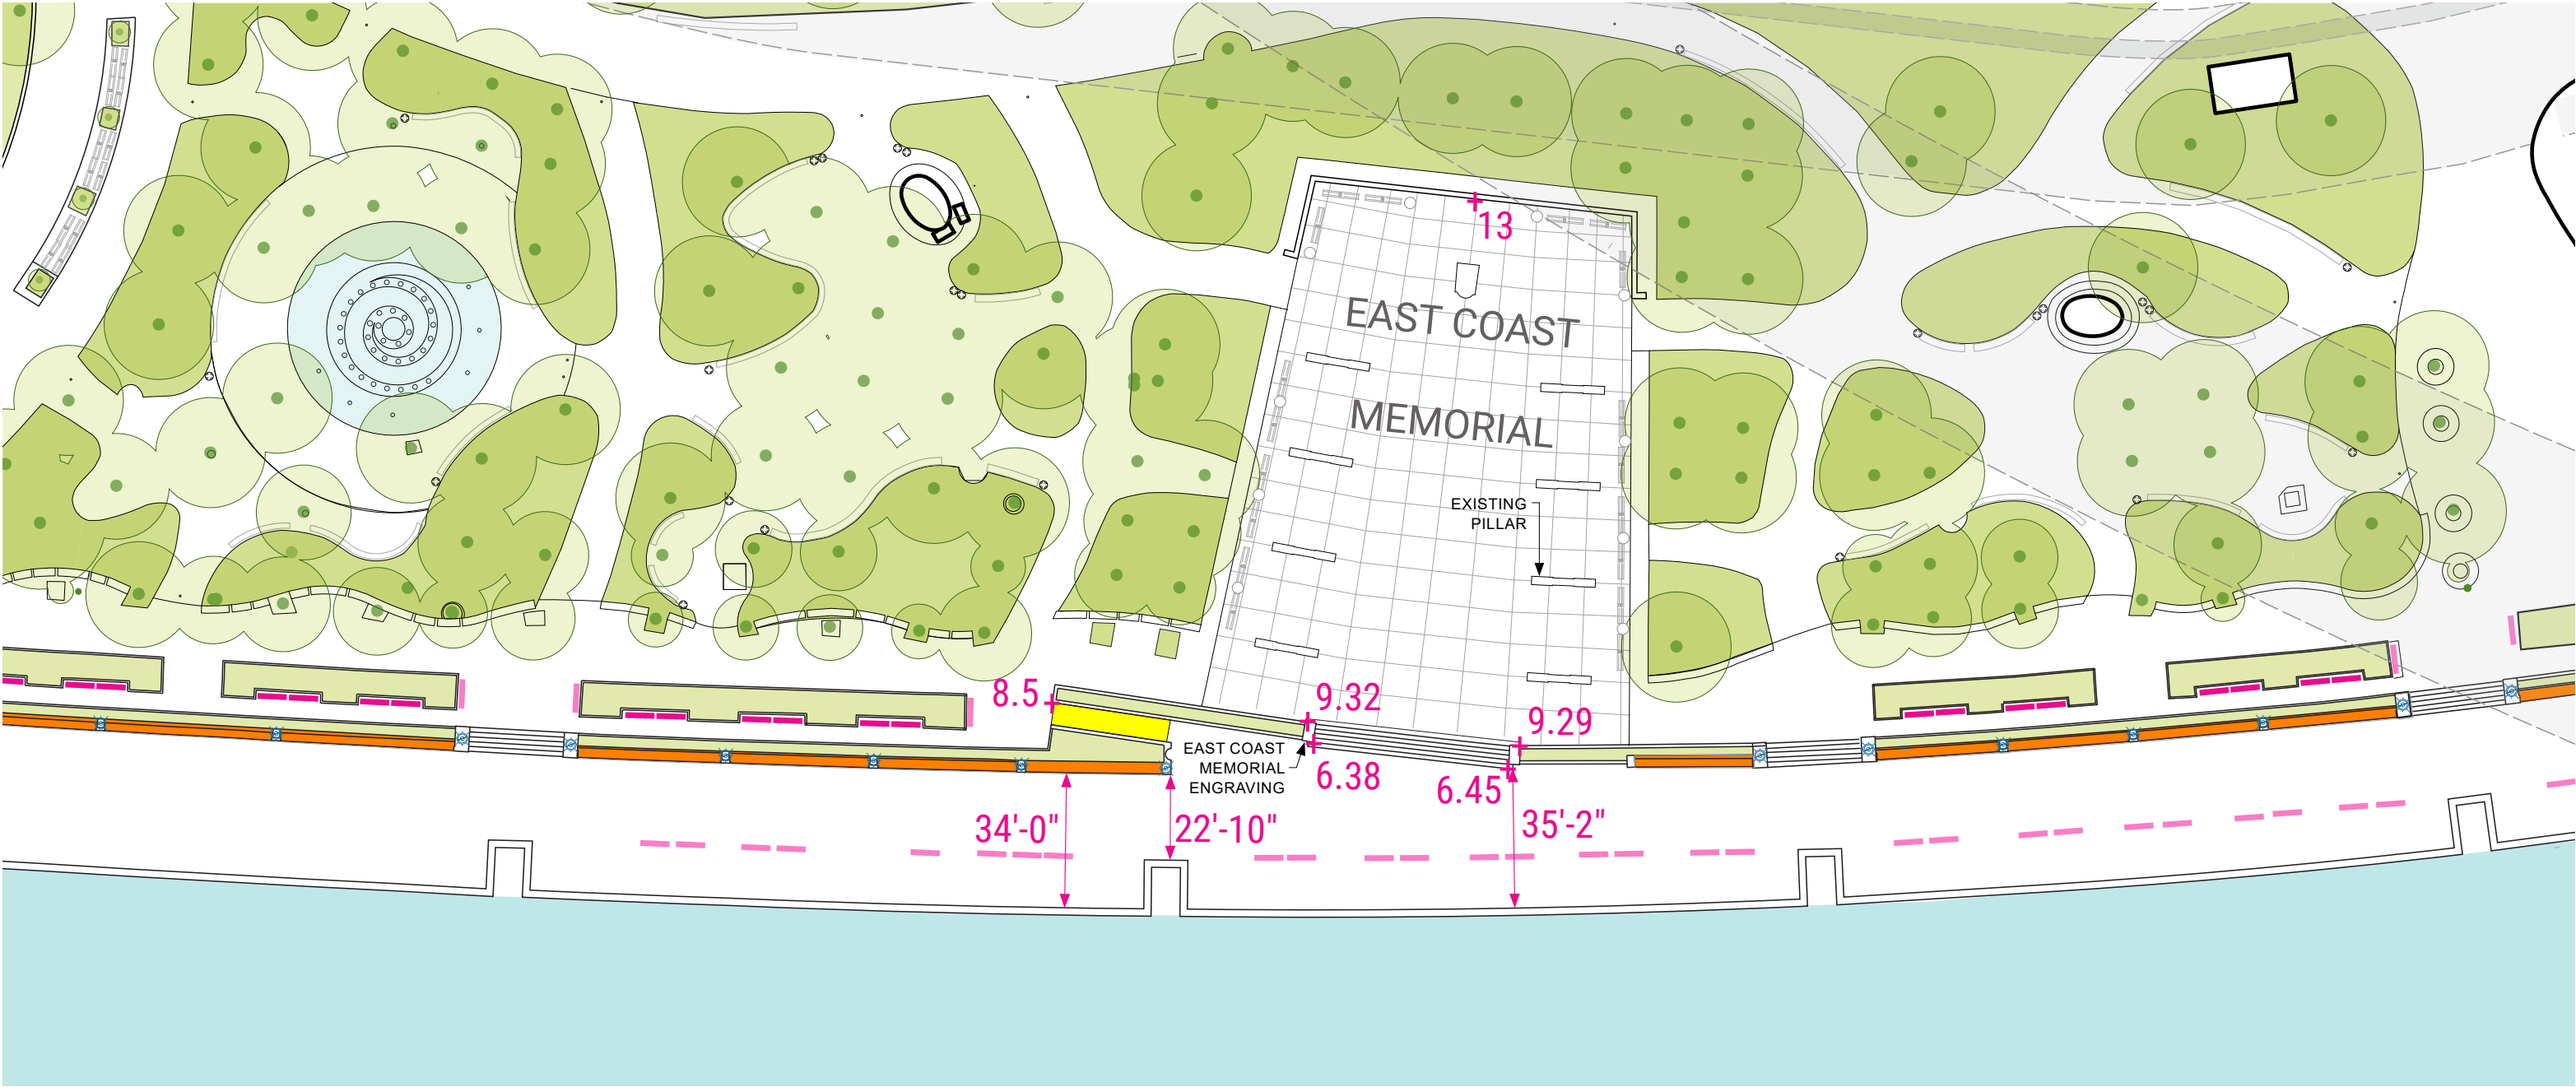 13
EAST COAST
MEMORIAL
EXISTING
PILLAR
8.5
9.32
9.29
EAST COAST
MEMORIAL
ENGRAVING
6.38
6.45
34'-0"
22'-10"
35'-2"